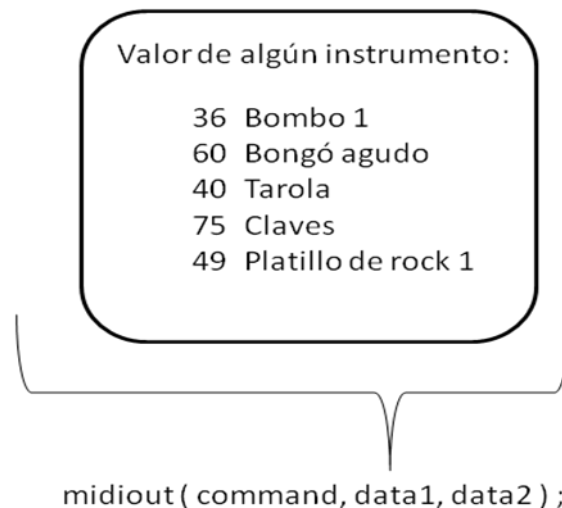 Valor de algún instrumento:
36 Bombo 1
60 Bongó agudo
40 Tarola
75 Claves
49 Platillo de rock 1
midiout ( command, data1, data2 ) ;